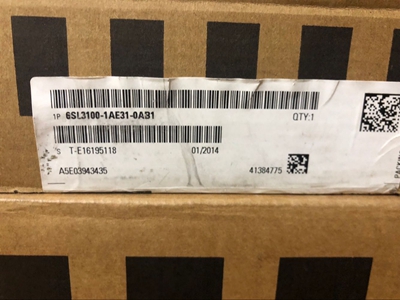 1P 6SL3100-1AE31-0AB1 QTY:1
S T-E16195118 01/2014
A5E03943435 41384775